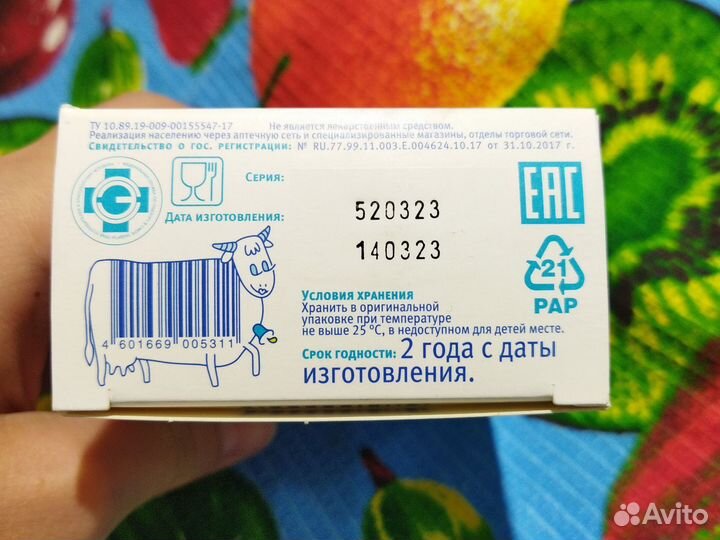 ТУ 10.89.19-009-00155547-17 Не является лекарственным средством.
Реализация населению через аптечную сеть и специализированные магазины, отделы торговой сети.
Свидетельство о гос. регистрации: № RU.77.99.11.003.Е.004624.10.17 от 31.10.2017 г.
Серия:
520323
Дата изготовления:
140323
EAC
21
PAP
Условия хранения
Хранить в оригинальной
упаковке при температуре
не выше 25 °С, в недоступном для детей месте.
Срок годности: 2 года с даты
изготовления.
4 601669 005311
Avito